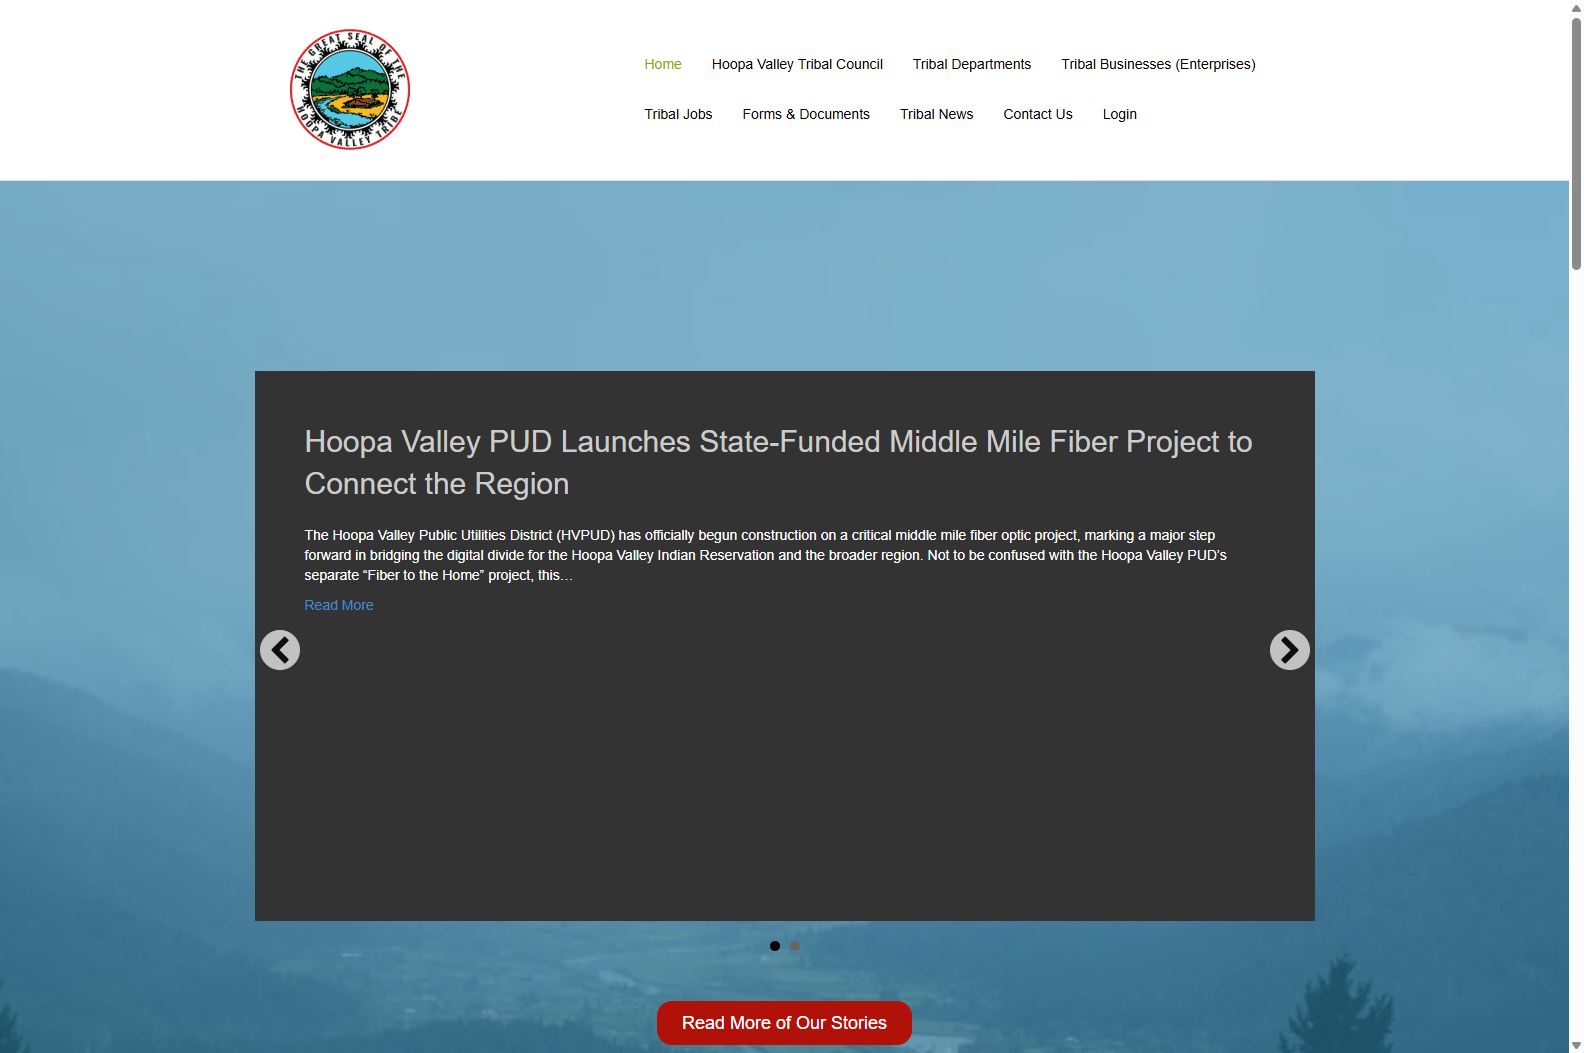 THE GREAT SEAL OF THE
HOOPA VALLEY TRIBE
Home
Hoopa Valley Tribal Council
Tribal Departments
Tribal Businesses (Enterprises)
Tribal Jobs
Forms & Documents
Tribal News
Contact Us
Login
Hoopa Valley PUD Launches State-Funded Middle Mile Fiber Project to
Connect the Region
The Hoopa Valley Public Utilities District (HVPUD) has officially begun construction on a critical middle mile fiber optic project, marking a major step
forward in bridging the digital divide for the Hoopa Valley Indian Reservation and the broader region. Not to be confused with the Hoopa Valley PUD’s
separate “Fiber to the Home” project, this…
Read More
Read More of Our Stories